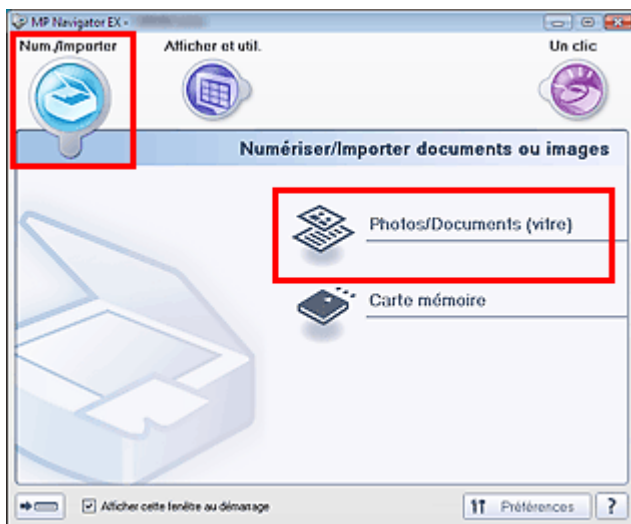 MP Navigator EX -
Num./Importer Afficher et util. Un clic
Numériser/Importer documents ou images
Photos/Documents (vitre)
Carte mémoire
Afficher cette fenêtre au démarrage
Préférences ?